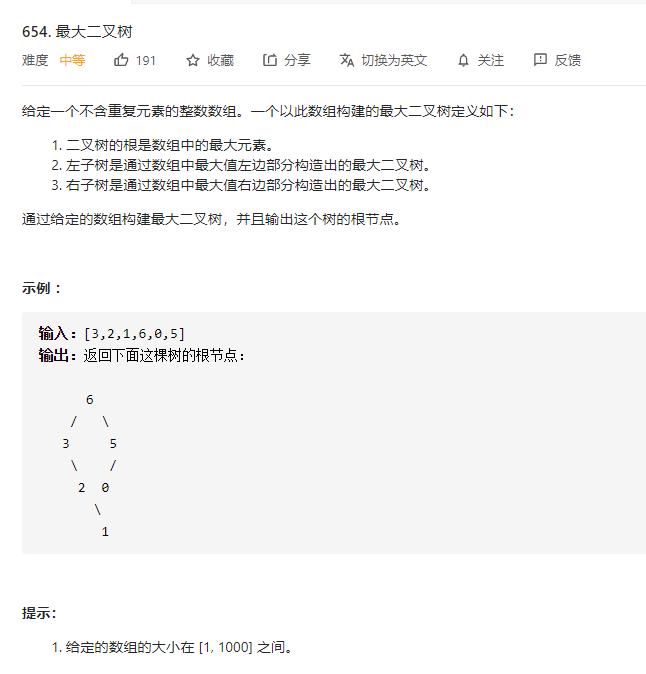 654. 最大二叉树
难度 中等 191 收藏 分享 切换为英文 关注 反馈
给定一个不含重复元素的整数数组。一个以此数组构建的最大二叉树定义如下：
1. 二叉树的根是数组中的最大元素。
2. 左子树是通过数组中最大值左边部分构造出的最大二叉树。
3. 右子树是通过数组中最大值右边部分构造出的最大二叉树。
通过给定的数组构建最大二叉树，并且输出这个树的根节点。
示例 ：
输入：[3,2,1,6,0,5]
输出：返回下面这棵树的根节点：
6
/ \
3 5
\ /
2 0
\
1
提示：
1. 给定的数组的大小在 [1, 1000] 之间。